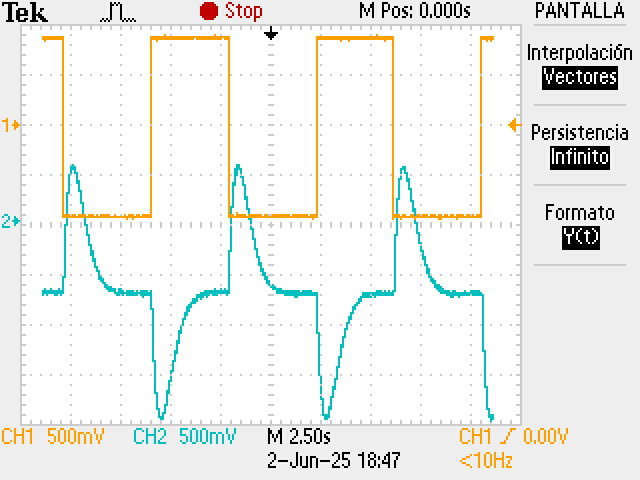 Tek Stop M Pos: 0.000s PANTALLA
Interpolación
Vectores
1
Persistencia
Infinito
Formato
2
Y(t)
CH1 500mV CH2 500mV M 2.50s CH1 0.00V
2-Jun-25 18:47 <10Hz